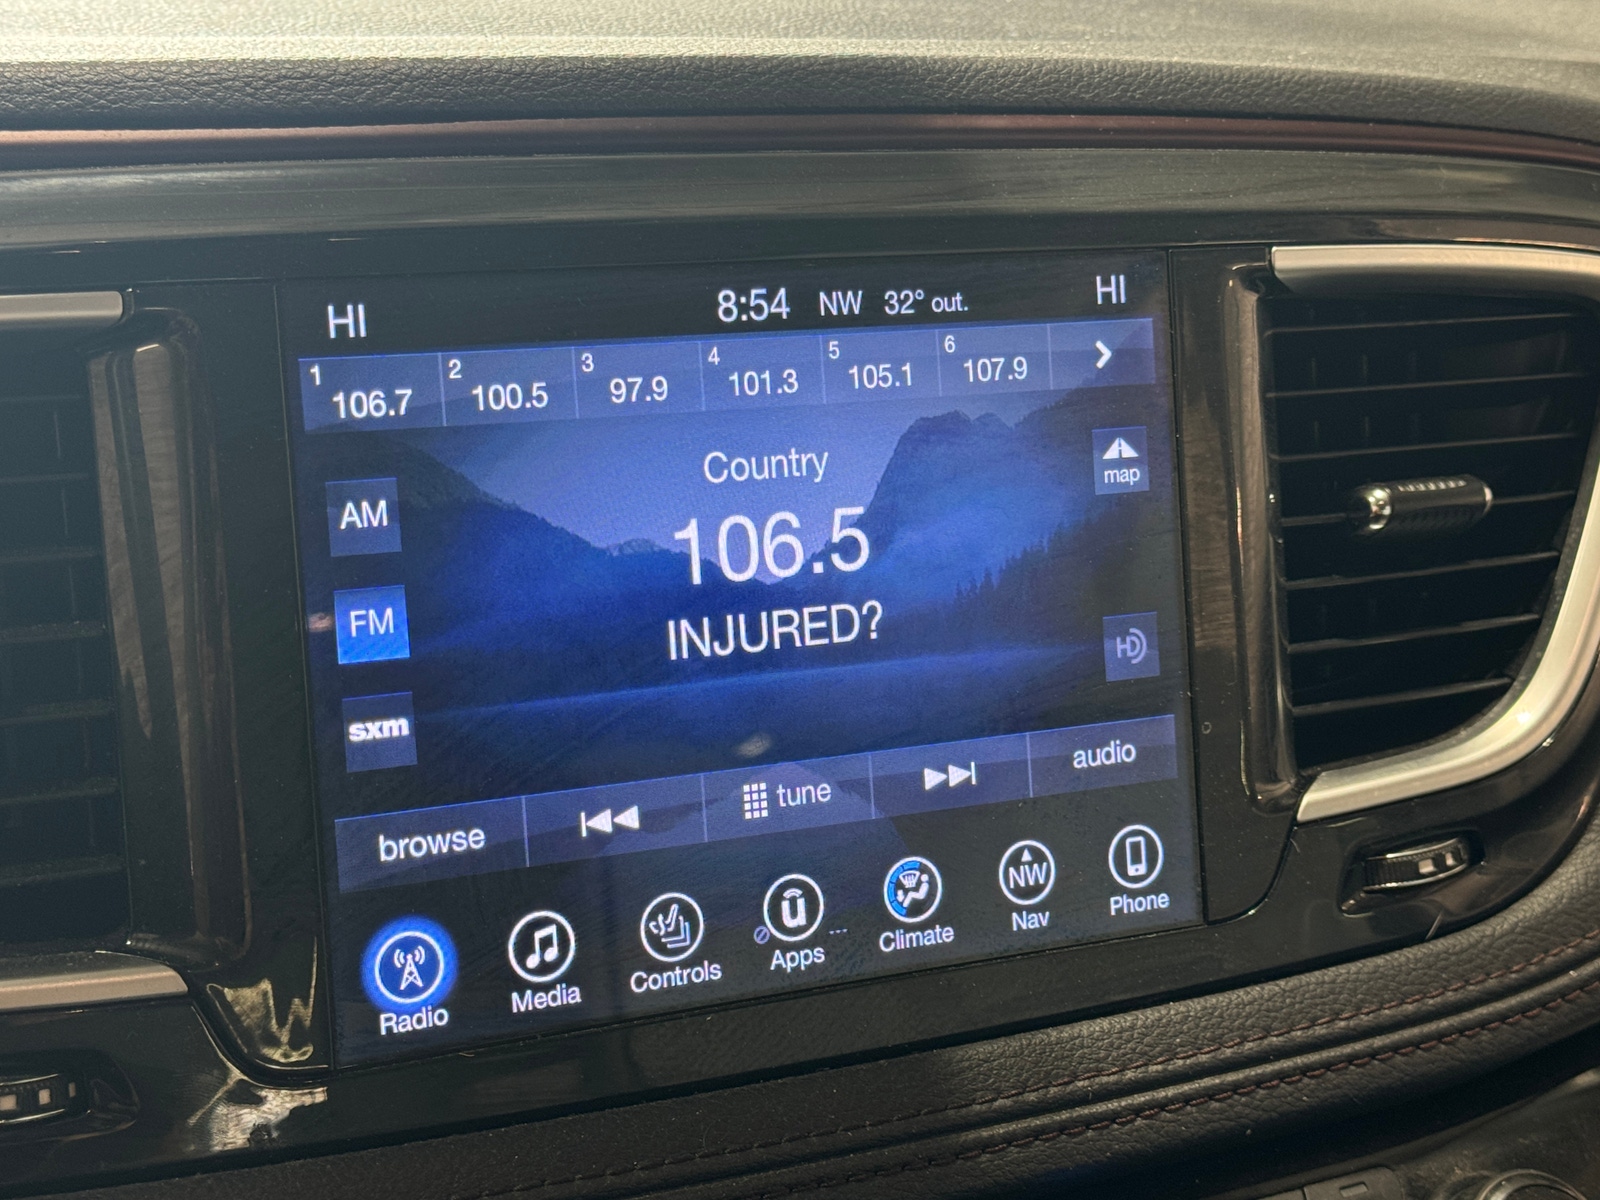 HI 8:54 NW 32° out. HI
1 106.7 2 100.5 3 97.9 4 101.3 5 105.1 6 107.9
Country
map
AM
106.5
FM
INJURED?
HD
sxm
browse tune audio
Radio Media Controls Apps Climate NW Nav Phone